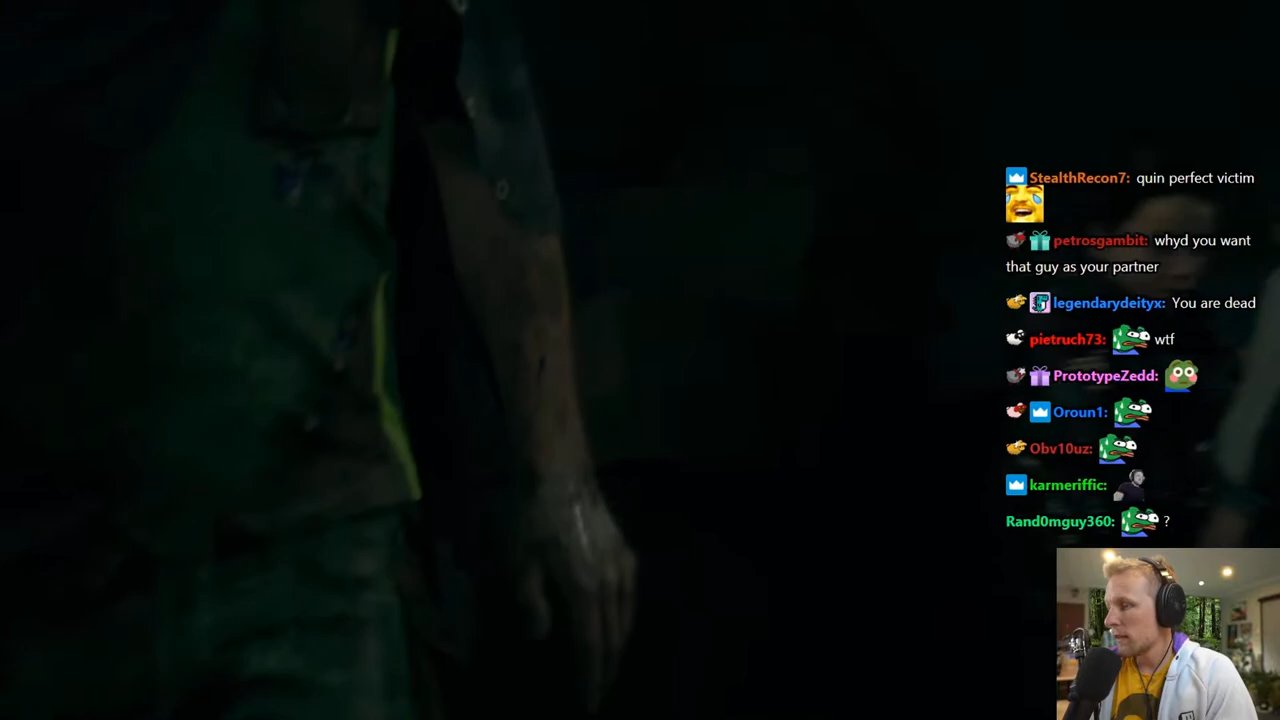 StealthRecon7: quin perfect victim
petrosgambit: whyd you want
that guy as your partner
legendarydeityx: You are dead
pietruch73: wtf
PrototypeZedd:
Oroun1:
Obv10uz:
karmeriffic:
Rand0mguy360: ?